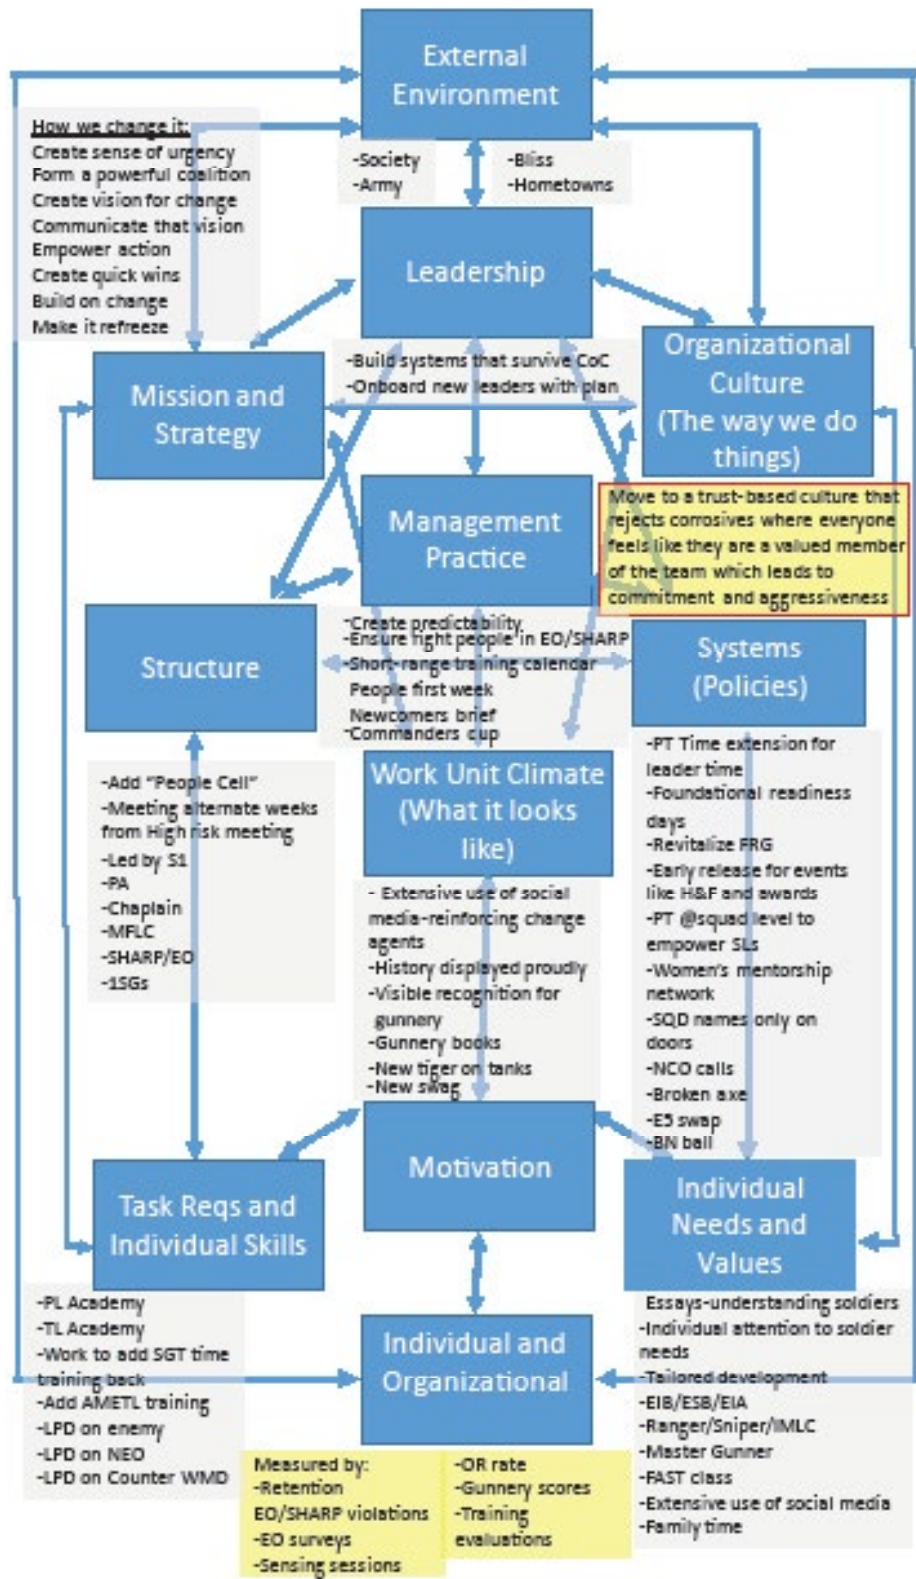 External
Environment
How we change it:
Create sense of urgency
Form a powerful coalition
Create vision for change
Communicate that vision
Empower action
Create quick wins
Build on change
Make it refreeze
-Society
-Army
-Bliss
-Hometowns
Leadership
-Build systems that survive CoC
-Onboard new leaders with plan
Mission and
Strategy
Organizational
Culture
(The way we do
things)
Move to a trust-based culture that
rejects corrosives where everyone
feels like they are a valued member
of the team which leads to
commitment and aggressiveness
Management
Practice
-Create predictability
-Ensure right people in EO/SHARP
-Short-range training calendar
People first week
Newcomers brief
-Commanders cup
Structure
Systems
(Policies)
-Add "People Cell"
-Meeting alternate weeks
from High risk meeting
-Led by S1
-PA
-Chaplain
-MFLC
-SHARP/EO
-1SGs
Work Unit Climate
(What it looks
like)
- Extensive use of social
media-reinforcing change
agents
-History displayed proudly
-Visible recognition for
gunnery
-Gunnery books
-New tiger on tanks
-New swag
-PT Time extension for
leader time
-Foundational readiness
days
-Revitalize FRG
-Early release for events
like H&F and awards
-PT @squad level to
empower SLs
-Women's mentorship
network
-SQD names only on
doors
-NCO calls
-Broken axe
-E5 swap
-BN ball
Motivation
Task Reqs and
Individual Skills
Individual
Needs and
Values
-PL Academy
-TL Academy
-Work to add SGT time
training back
-Add AMETL training
-LPD on enemy
-LPD on NEO
-LPD on Counter WMD
Individual and
Organizational
Essays-understanding soldiers
-Individual attention to soldier
needs
-Tailored development
-EIB/ESB/EIA
-Ranger/Sniper/IMLC
-Master Gunner
-FAST class
-Extensive use of social media
-Family time
Measured by:
-Retention
EO/SHARP violations
-EO surveys
-Sensing sessions
-OR rate
-Gunnery scores
-Training
evaluations